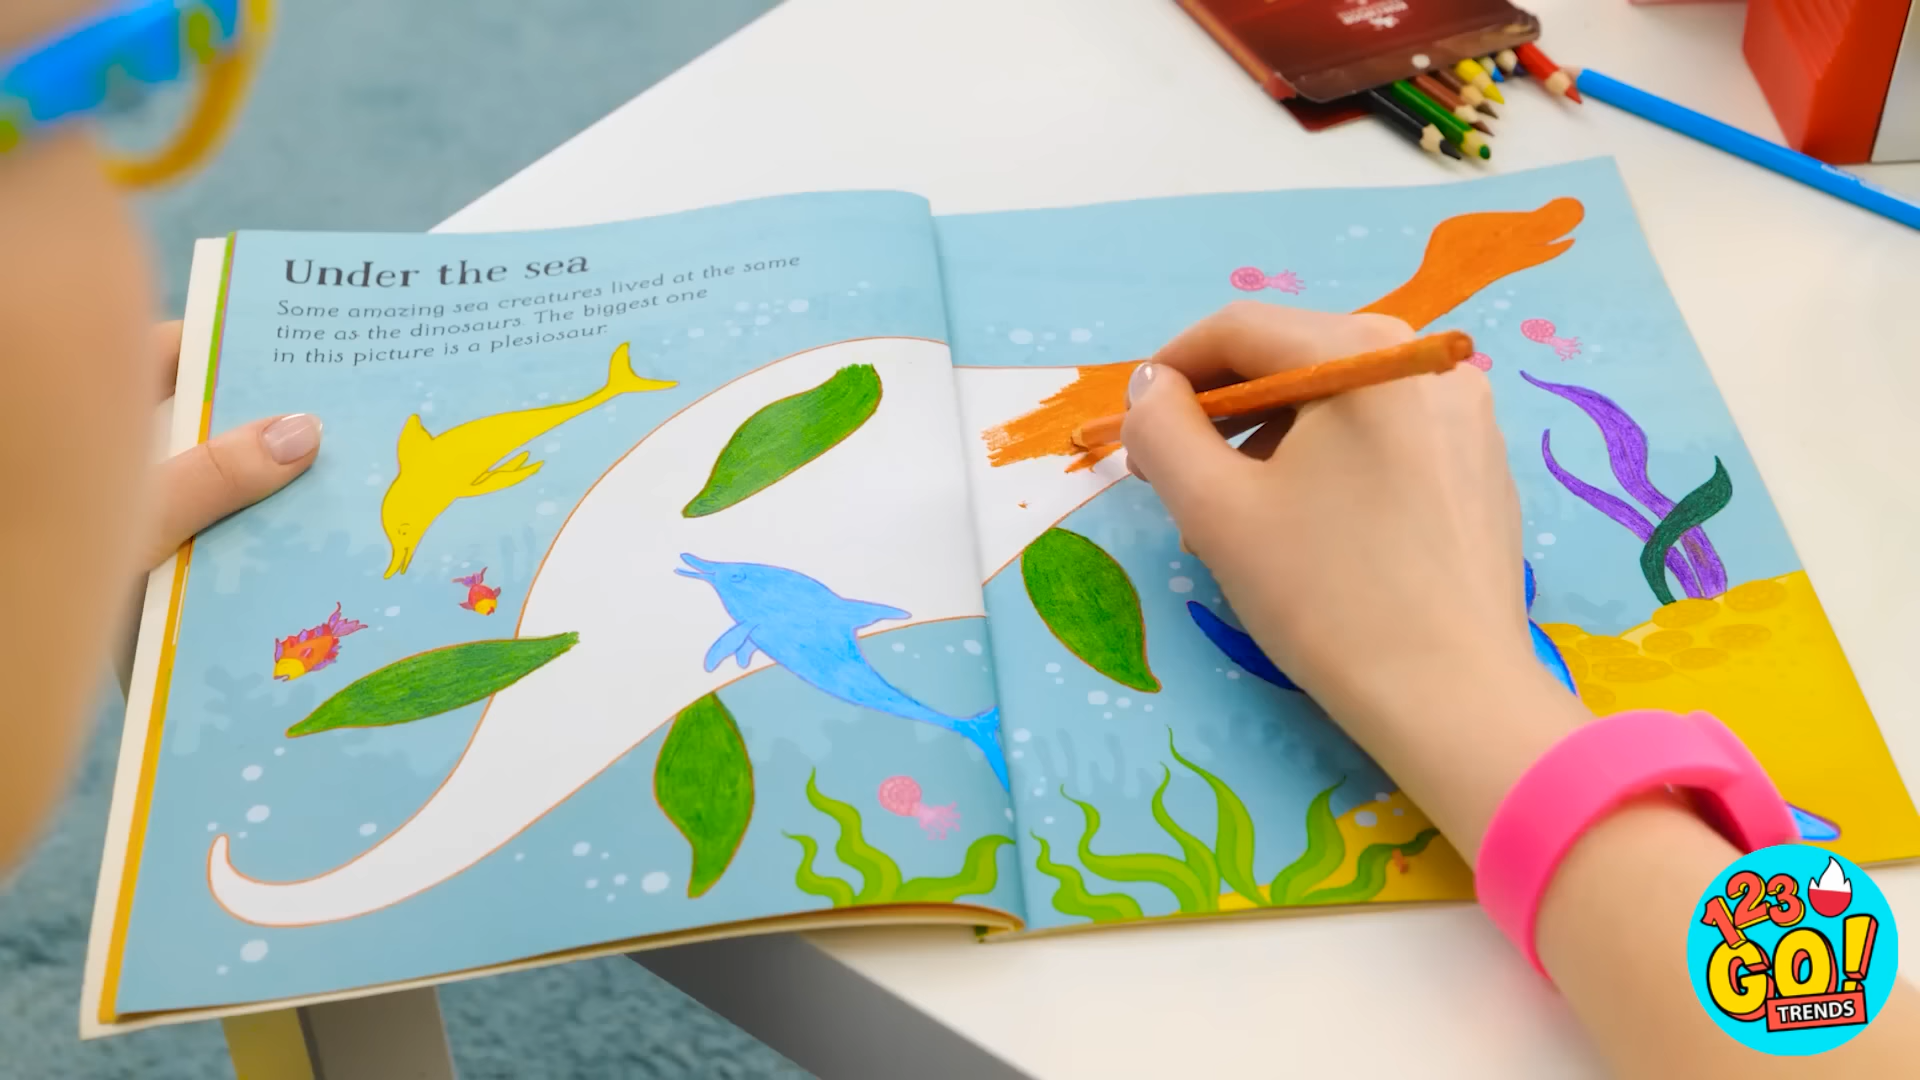 Under the sea
Some amazing sea creatures lived at the same
time as the dinosaurs. The biggest one
in this picture is a plesiosaur.
123
GO!
TRENDS